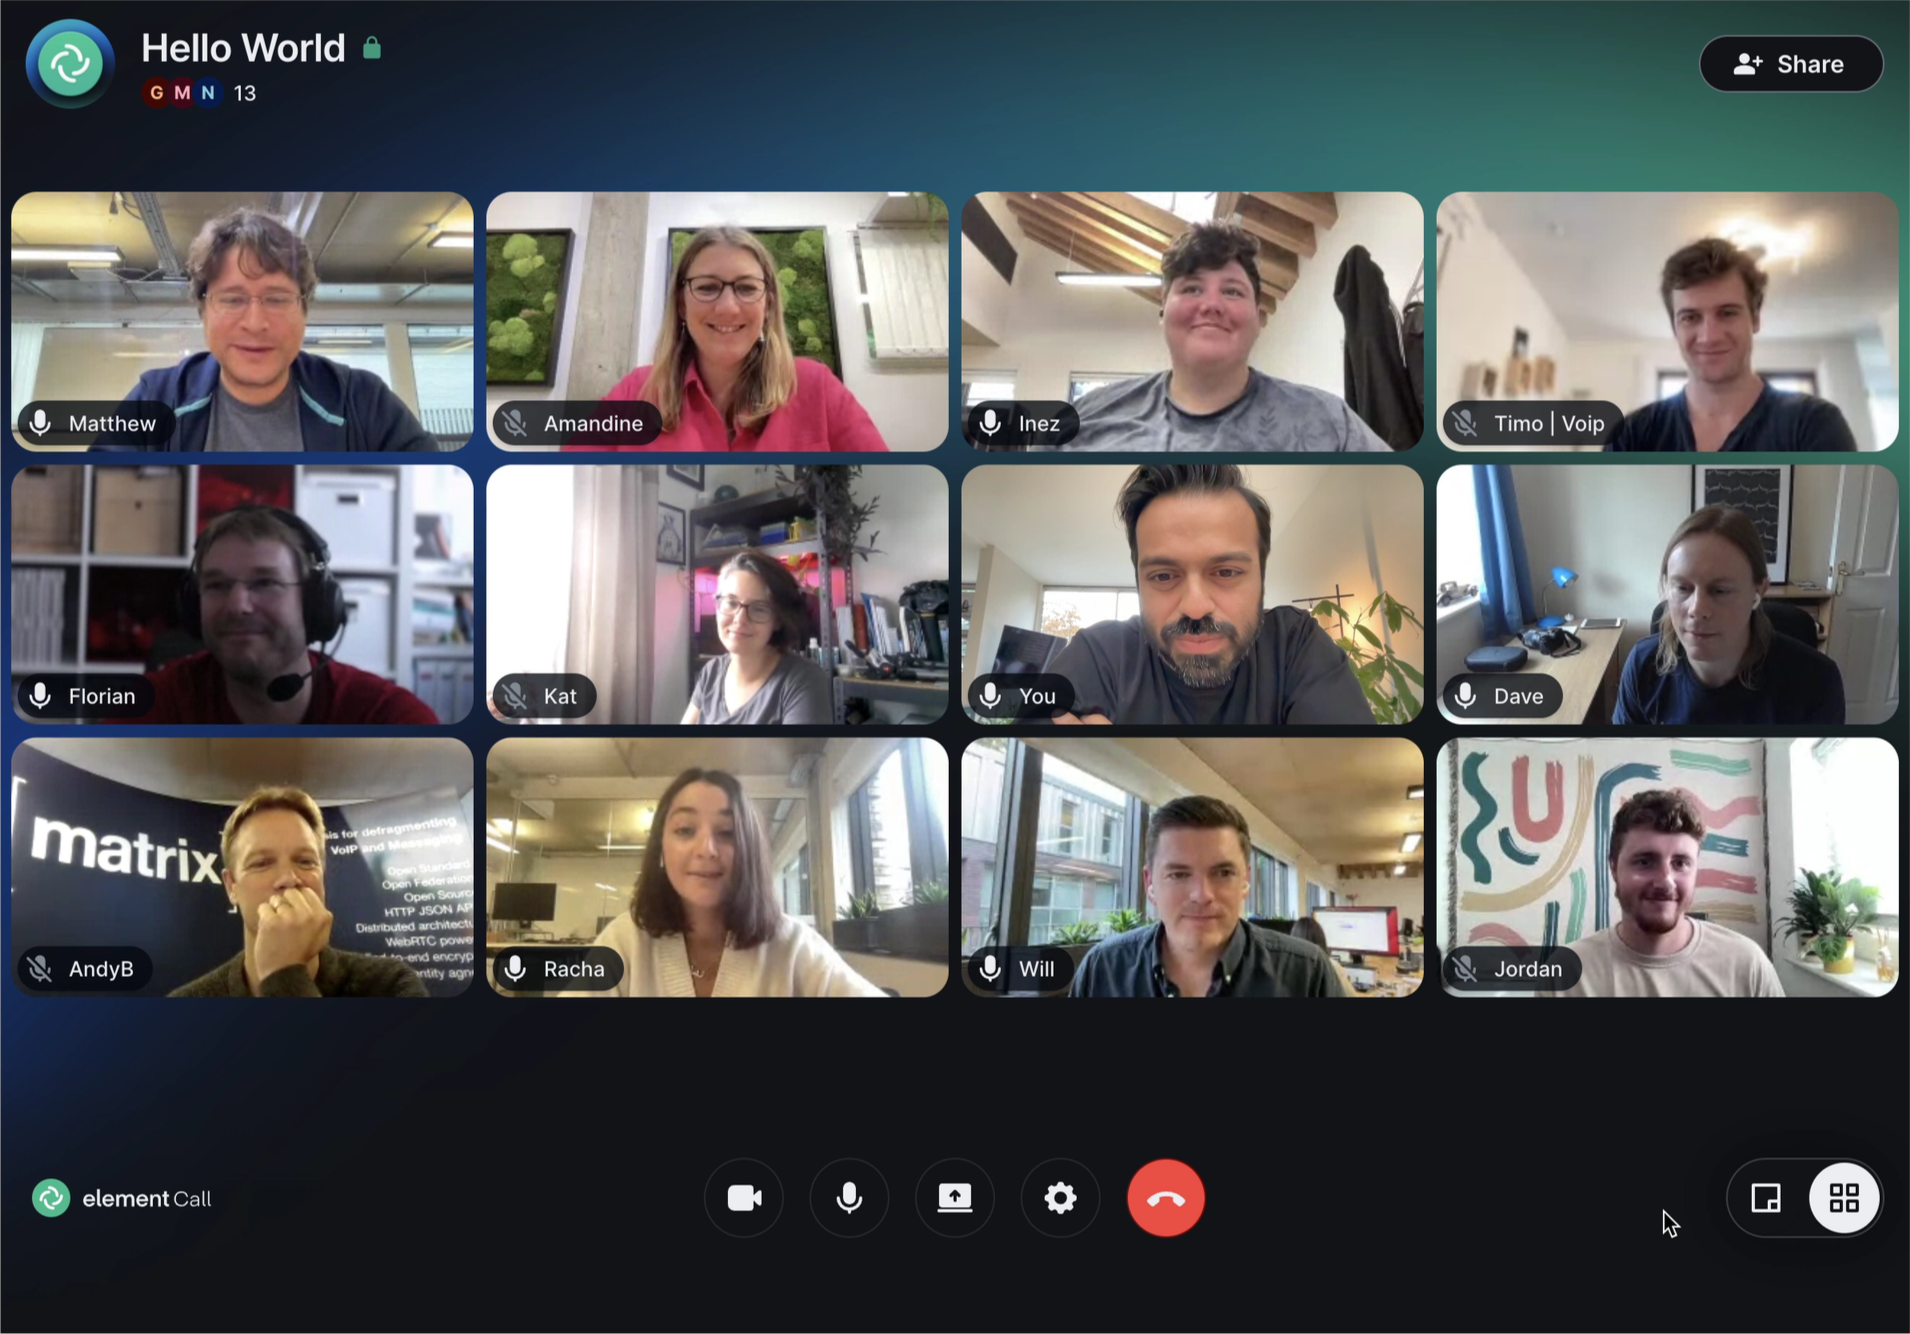 Hello World
G M N 13
Share
Matthew
Amandine
Inez
Timo | Voip
Florian
Kat
You
Dave
matrix
is for defragmenting
VoIP and Messaging
Open Standard
Open Federation
Open Sourc
HTTP JSON AP
Distributed architectu
WebRTC powe
to-end encryp
entity agn
AndyB
Racha
Will
Jordan
element Call